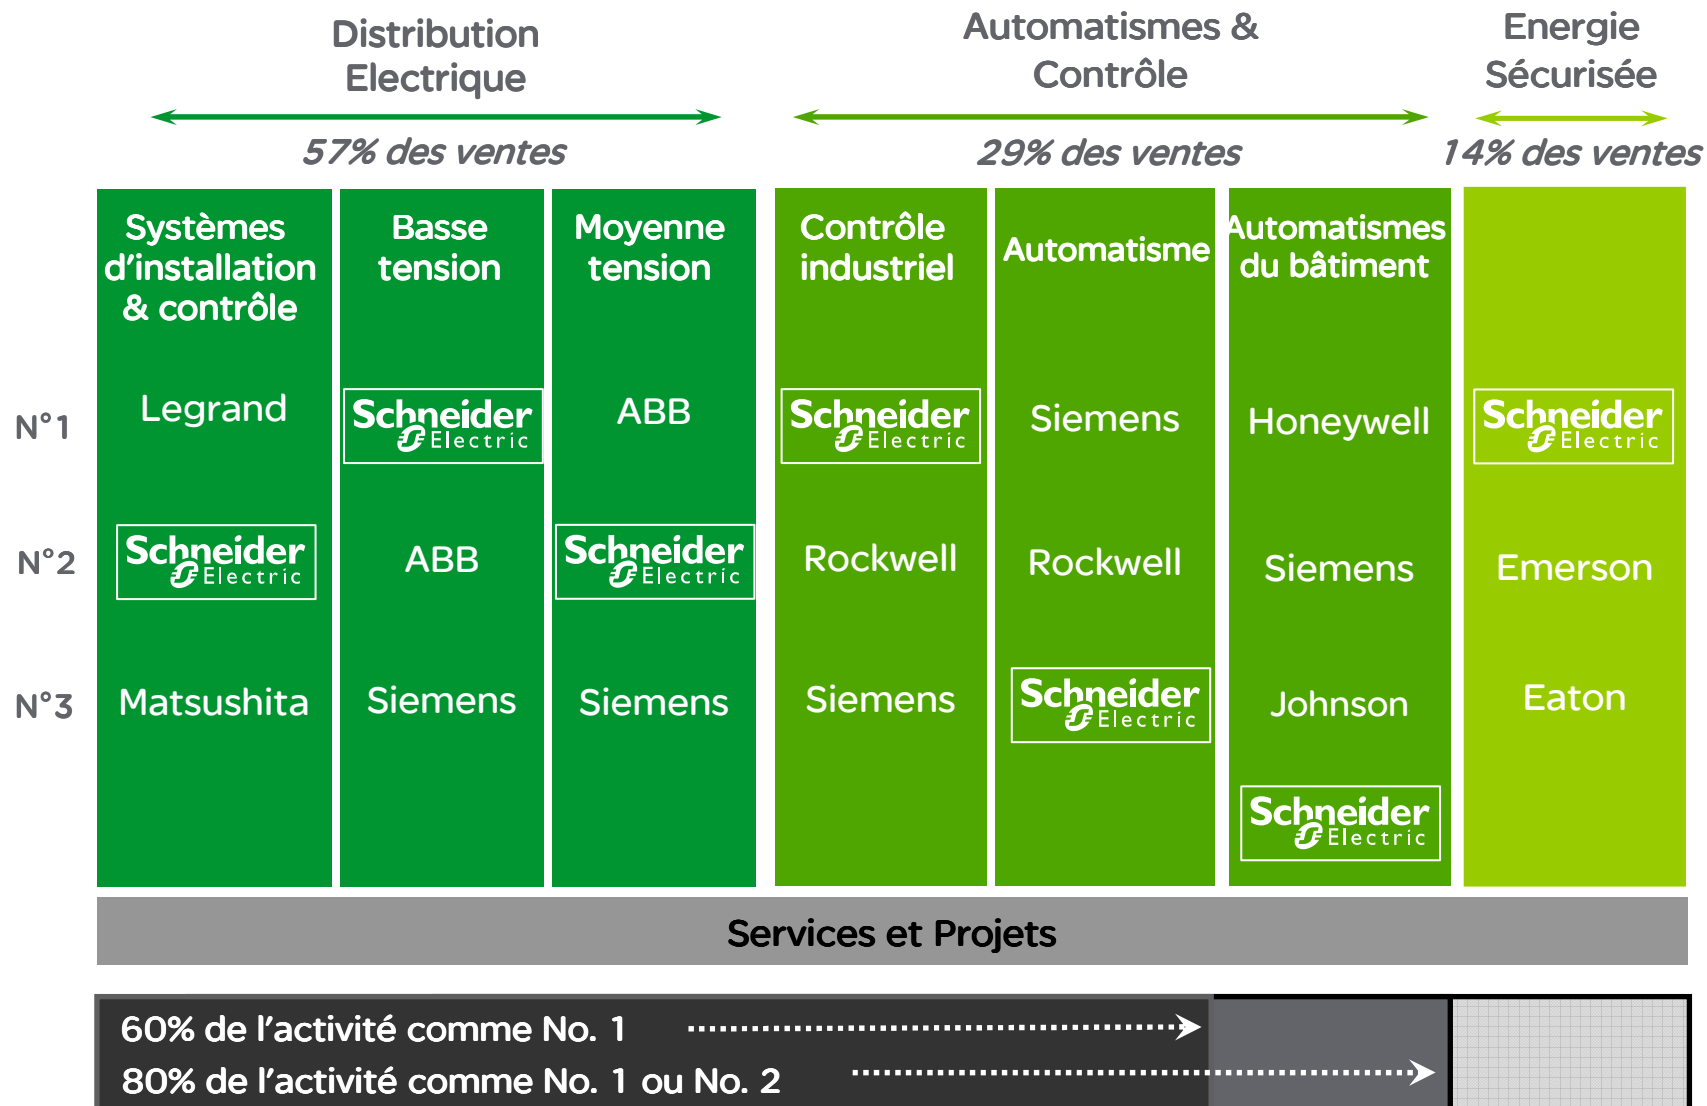 Distribution
Electrique
Automatismes &
Contrôle
Energie
Sécurisée
57% des ventes
29% des ventes
14% des ventes
Systèmes
d'installation
& contrôle
Basse
tension
Moyenne
tension
Contrôle
industriel
Automatisme
Automatismes
du bâtiment
N°1
Legrand
Schneider
Electric
ABB
Schneider
Electric
Siemens
Honeywell
Schneider
Electric
N°2
Schneider
Electric
ABB
Schneider
Electric
Rockwell
Rockwell
Siemens
Emerson
N°3
Matsushita
Siemens
Siemens
Siemens
Schneider
Electric
Johnson
Eaton
Schneider
Electric
Services et Projets
60% de l'activité comme No. 1
80% de l'activité comme No. 1 ou No. 2